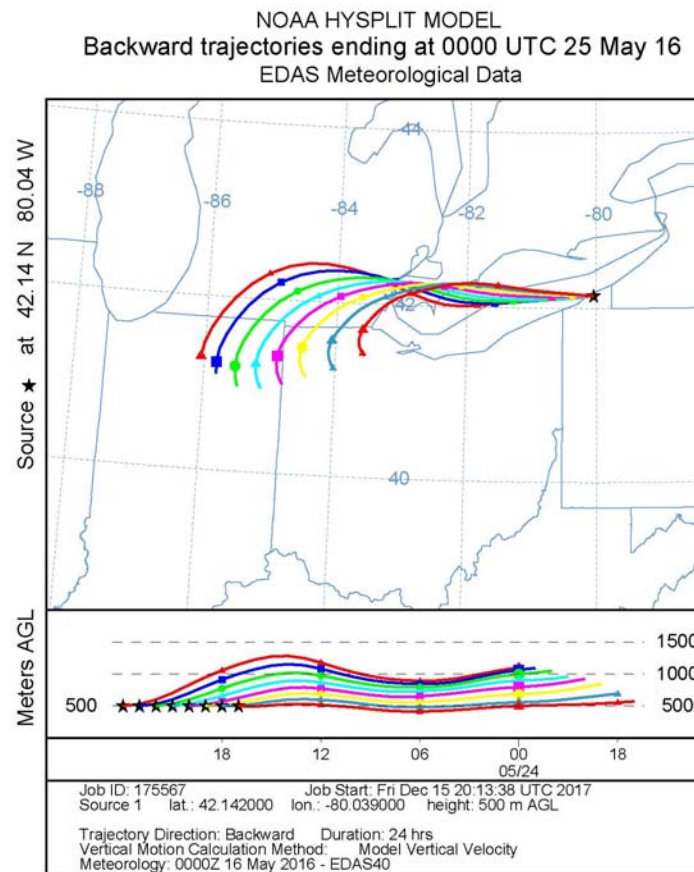 NOAA HYSPLIT MODEL
Backward trajectories ending at 0000 UTC 25 May 16
EDAS Meteorological Data
Source ★ at 42.14 N 80.04 W
44
-88
-86
-84
-82
-80
42
40
Meters AGL
1500
1000
500
500
18 12 06 00 18
05/24
Job ID: 175567 Job Start: Fri Dec 15 20:13:38 UTC 2017
Source 1 lat.: 42.142000 lon.: -80.039000 height: 500 m AGL
Trajectory Direction: Backward Duration: 24 hrs
Vertical Motion Calculation Method: Model Vertical Velocity
Meteorology: 0000Z 16 May 2016 - EDAS40